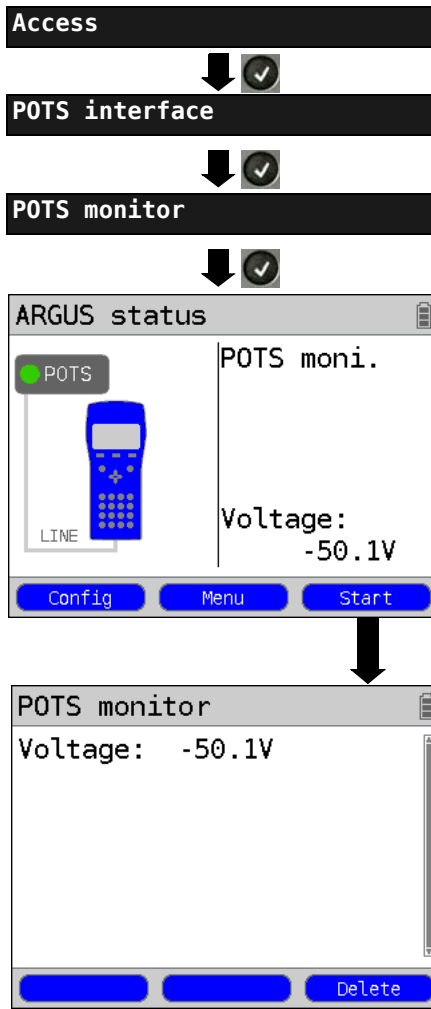 Access
POTS interface
POTS monitor
ARGUS status
POTS
POTS moni.
LINE
Voltage:
-50.1V
Config Menu Start
POTS monitor
Voltage: -50.1V
Delete